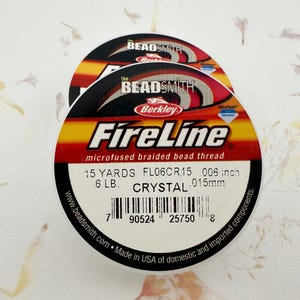 THE
BEADSMITH
Berkley
THE
BEADSMITH
Berkley
FireLine®
microfused braided bead thread
15 YARDS FL06CR15 .006 inch
6 LB. CRYSTAL .015mm
7 90524 25750 8
www.beadsmith.com • Made in USA of domestic and imported components.